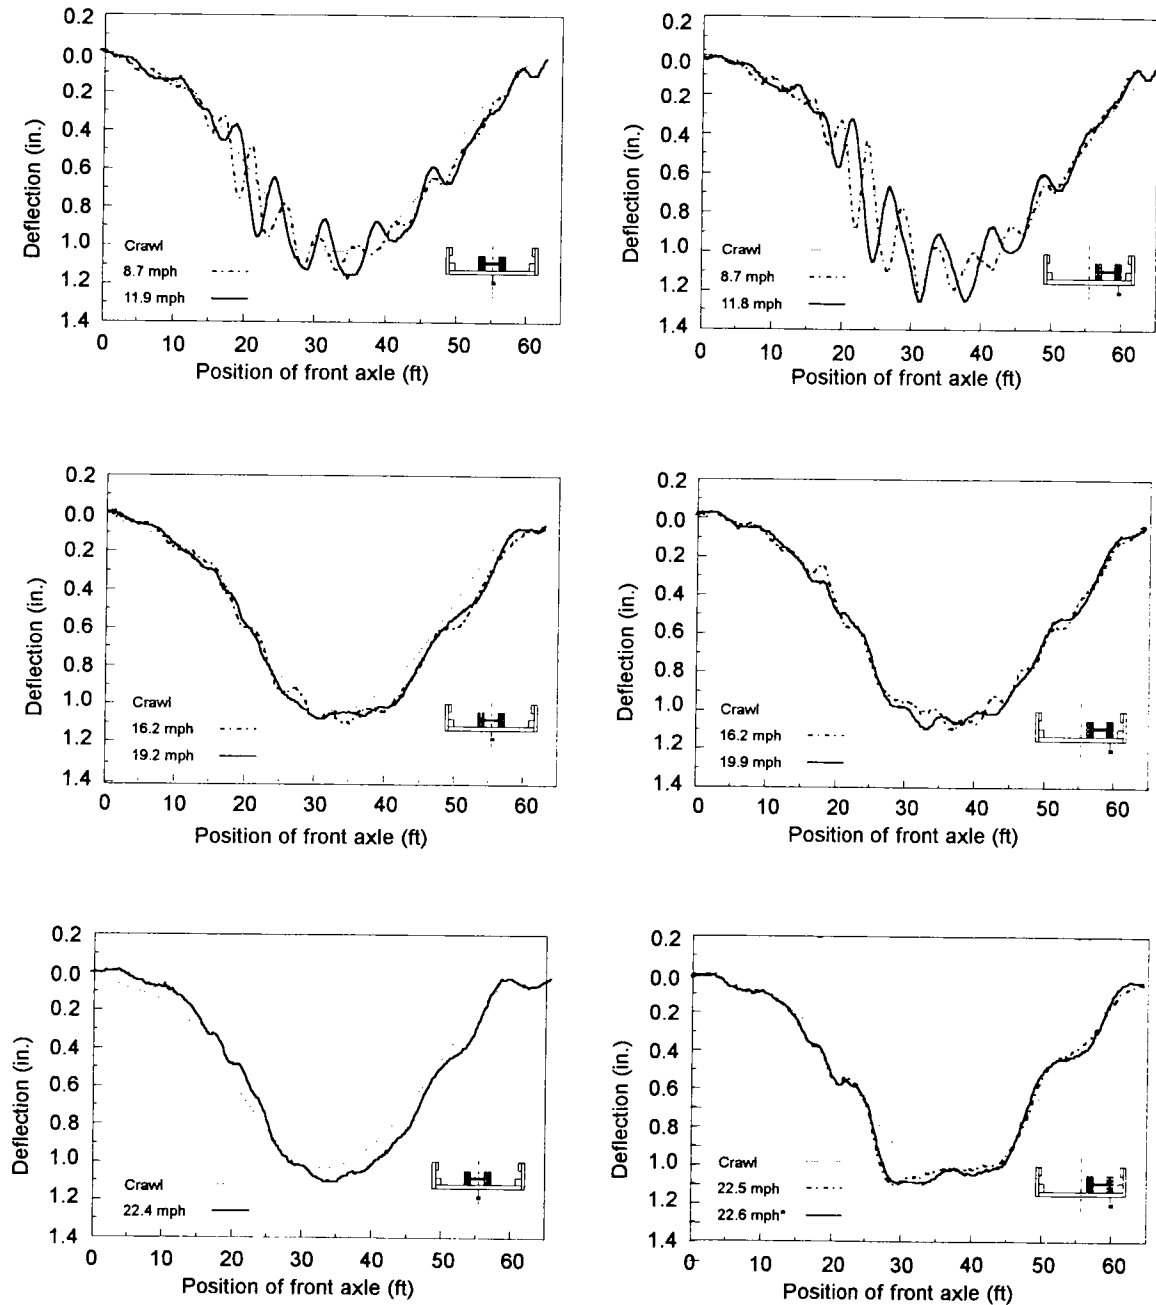 0.2
0.0
0.2
0.4
0.6
0.8
1.0
1.2
1.4
Deflection (in.)
Crawl
8.7 mph
11.9 mph
0 10 20 30 40 50 60
Position of front axle (ft)
0.2
0.0
0.2
0.4
0.6
0.8
1.0
1.2
1.4
Deflection (in.)
Crawl
8.7 mph
11.8 mph
0 10 20 30 40 50 60
Position of front axle (ft)
0.2
0.0
0.2
0.4
0.6
0.8
1.0
1.2
1.4
Deflection (in.)
Crawl
16.2 mph
19.2 mph
0 10 20 30 40 50 60
Position of front axle (ft)
0.2
0.0
0.2
0.4
0.6
0.8
1.0
1.2
1.4
Deflection (in.)
Crawl
16.2 mph
19.9 mph
0 10 20 30 40 50 60
Position of front axle (ft)
0.2
0.0
0.2
0.4
0.6
0.8
1.0
1.2
1.4
Deflection (in.)
Crawl
22.4 mph
0 10 20 30 40 50 60
Position of front axle (ft)
0.2
0.0
0.2
0.4
0.6
0.8
1.0
1.2
1.4
Deflection (in.)
Crawl
22.5 mph
22.6 mph*
0 10 20 30 40 50 60
Position of front axle (ft)